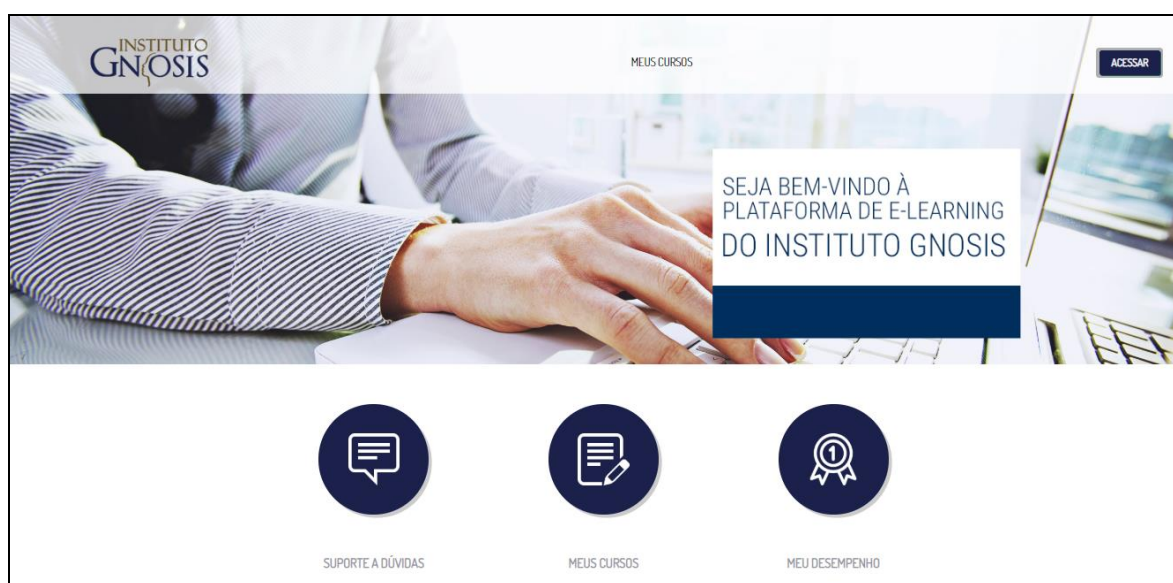 INSTITUTO
GNOSIS
MEUS CURSOS
ACESSAR
SEJA BEM-VINDO À
PLATAFORMA DE E-LEARNING
DO INSTITUTO GNOSIS
1
SUPORTE A DÚVIDAS
MEUS CURSOS
MEU DESEMPENHO